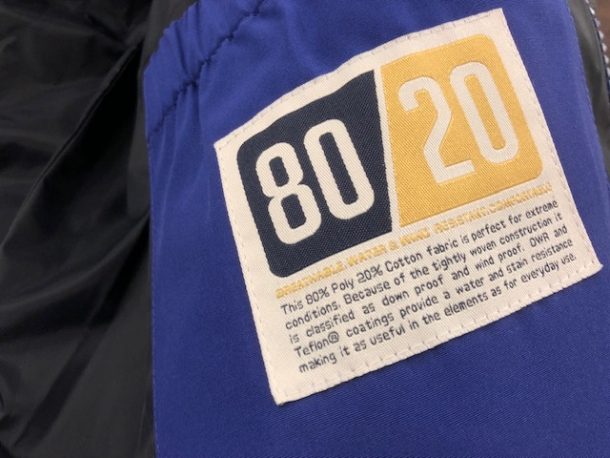 80 20
BREATHABLE, WATER & WIND RESISTANT, COMFORTABLE
This 80% Poly 20% Cotton fabric is perfect for extreme
conditions. Because of the tightly woven construction it
is classified as down proof and wind proof. DWR and
Teflon® coatings provide a water and stain resistance
making it as useful in the elements as for everyday use.